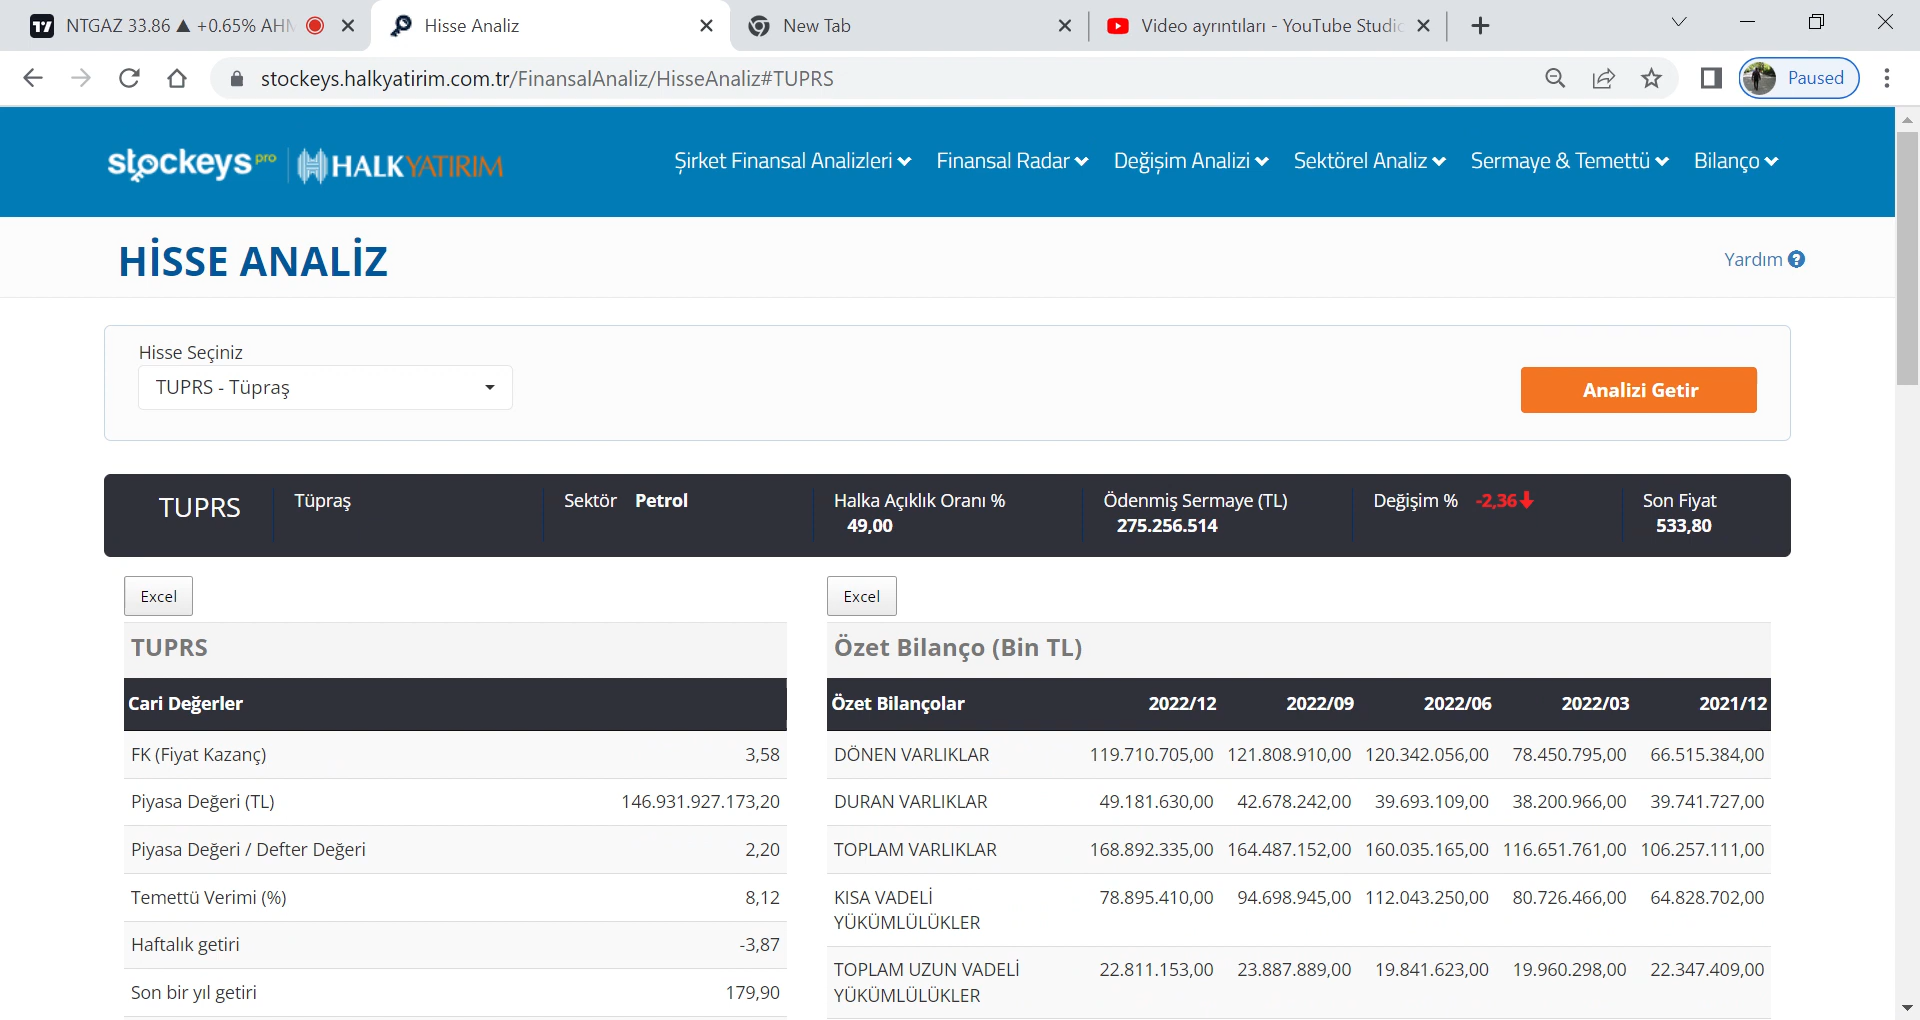 NTGAZ 33.86 ▲ +0.65% AHM
Hisse Analiz
New Tab
Video ayrıntıları - YouTube Studio
stockeys.halkyatirim.com.tr/FinansalAnaliz/HisseAnaliz#TUPRS
Paused
stockeys pro HALKYATIRIM
Şirket Finansal Analizleri Finansal Radar Değişim Analizi Sektörel Analiz Sermaye & Temettü Bilanço
HİSSE ANALİZ
Yardım ?
Hisse Seçiniz
TUPRS - Tüpraş
Analizi Getir
TUPRS
Tüpraş
Sektör Petrol
Halka Açıklık Oranı %
49,00
Ödenmiş Sermaye (TL)
275.256.514
Değişim % -2,36
Son Fiyat
533,80
Excel
TUPRS
Cari Değerler
FK (Fiyat Kazanç) 3,58
Piyasa Değeri (TL) 146.931.927.173,20
Piyasa Değeri / Defter Değeri 2,20
Temettü Verimi (%) 8,12
Haftalık getiri -3,87
Son bir yıl getiri 179,90
Excel
Özet Bilanço (Bin TL)
Özet Bilançolar 2022/12 2022/09 2022/06 2022/03 2021/12
DÖNEN VARLIKLAR 119.710.705,00 121.808.910,00 120.342.056,00 78.450.795,00 66.515.384,00
DURAN VARLIKLAR 49.181.630,00 42.678.242,00 39.693.109,00 38.200.966,00 39.741.727,00
TOPLAM VARLIKLAR 168.892.335,00 164.487.152,00 160.035.165,00 116.651.761,00 106.257.111,00
KISA VADELİ 78.895.410,00 94.698.945,00 112.043.250,00 80.726.466,00 64.828.702,00
YÜKÜMLÜLÜKLER
TOPLAM UZUN VADELİ 22.811.153,00 23.887.889,00 19.841.623,00 19.960.298,00 22.347.409,00
YÜKÜMLÜLÜKLER